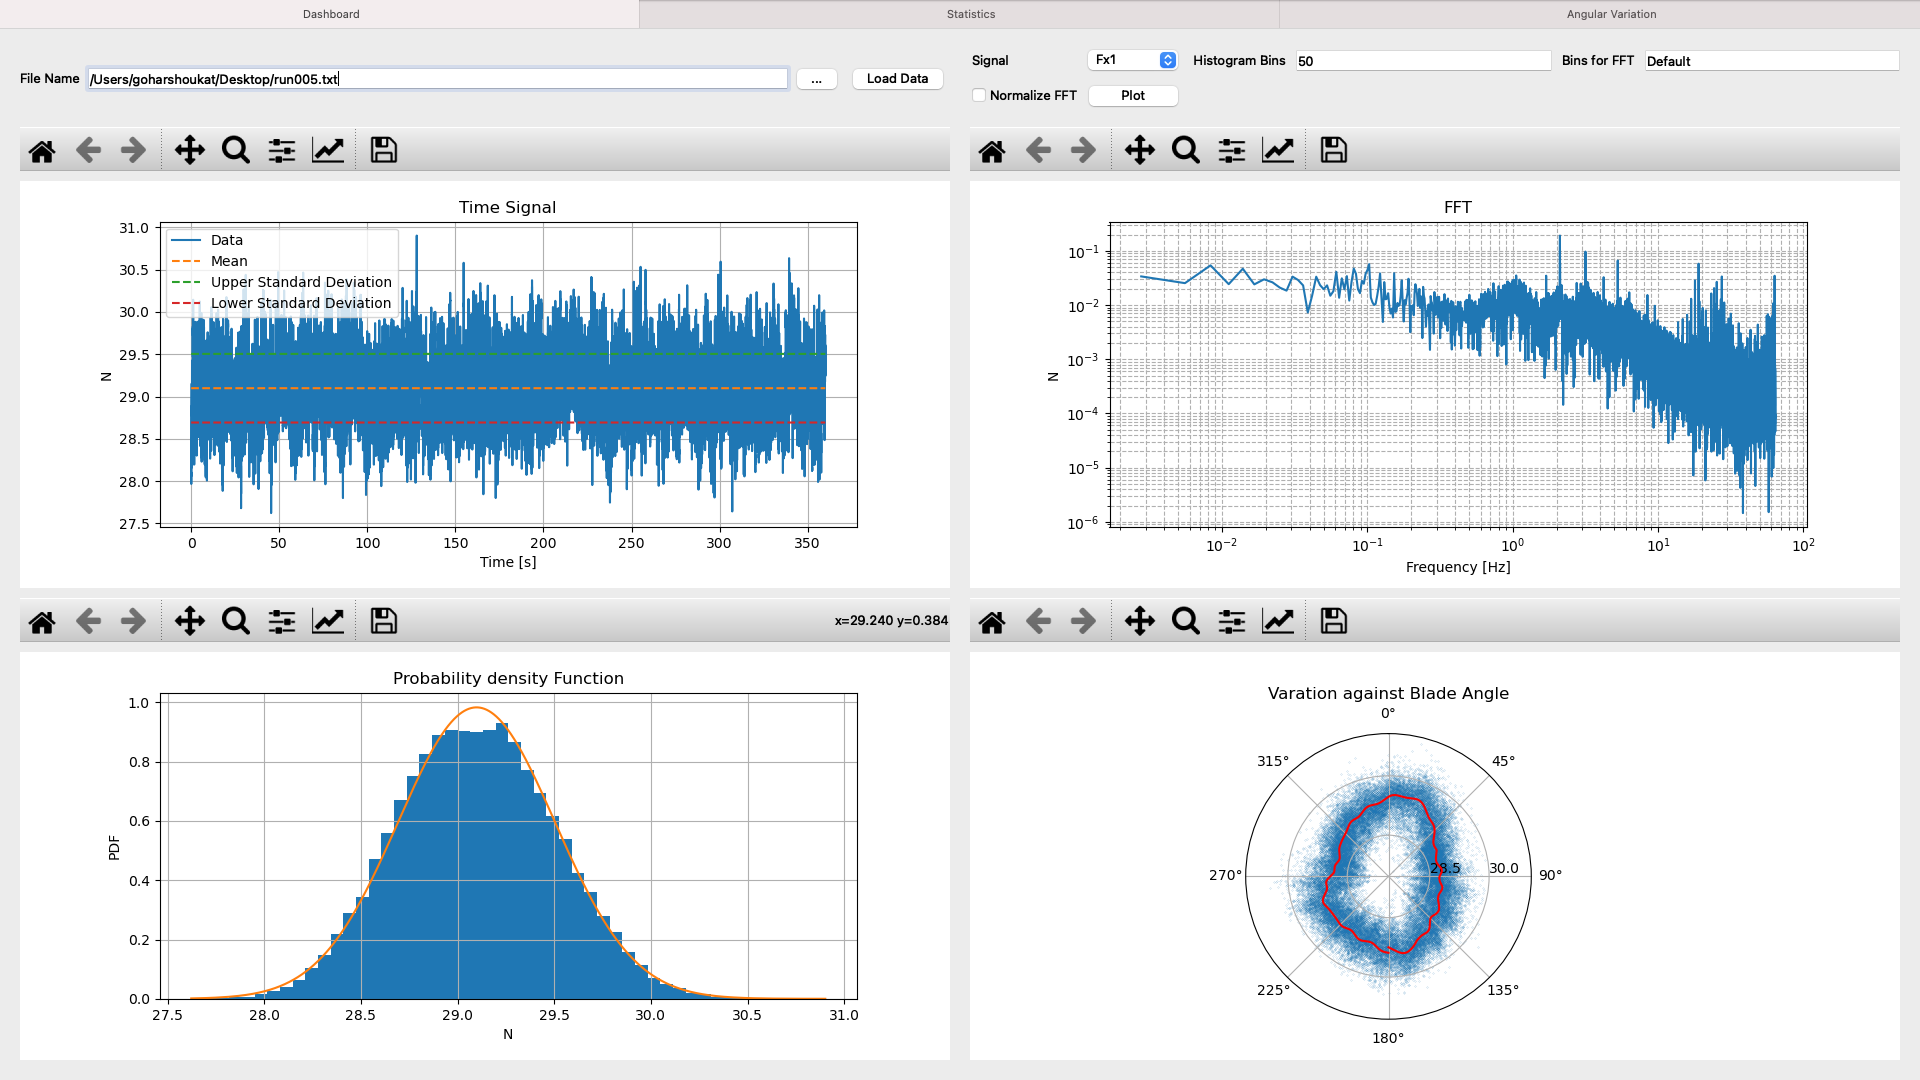 Dashboard
Statistics
Angular Variation
File Name
/Users/goharshoukat/Desktop/run005.txt
...
Load Data
Signal
Fx1
Histogram Bins
50
Bins for FFT
Default
Normalize FFT
Plot
Time Signal
31.0
30.5
30.0
29.5
29.0
28.5
28.0
27.5
N
Data
Mean
Upper Standard Deviation
Lower Standard Deviation
0
50
100
150
200
250
300
350
Time [s]
FFT
10⁻¹
10⁻²
10⁻³
10⁻⁴
10⁻⁵
10⁻⁶
N
10⁻²
10⁻¹
10⁰
10¹
10²
Frequency [Hz]
x=29.240 y=0.384
Probability density Function
1.0
0.8
0.6
0.4
0.2
0.0
PDF
27.5
28.0
28.5
29.0
29.5
30.0
30.5
31.0
N
Varation against Blade Angle
0°
315°
45°
270°
28.5
30.0
90°
225°
135°
180°